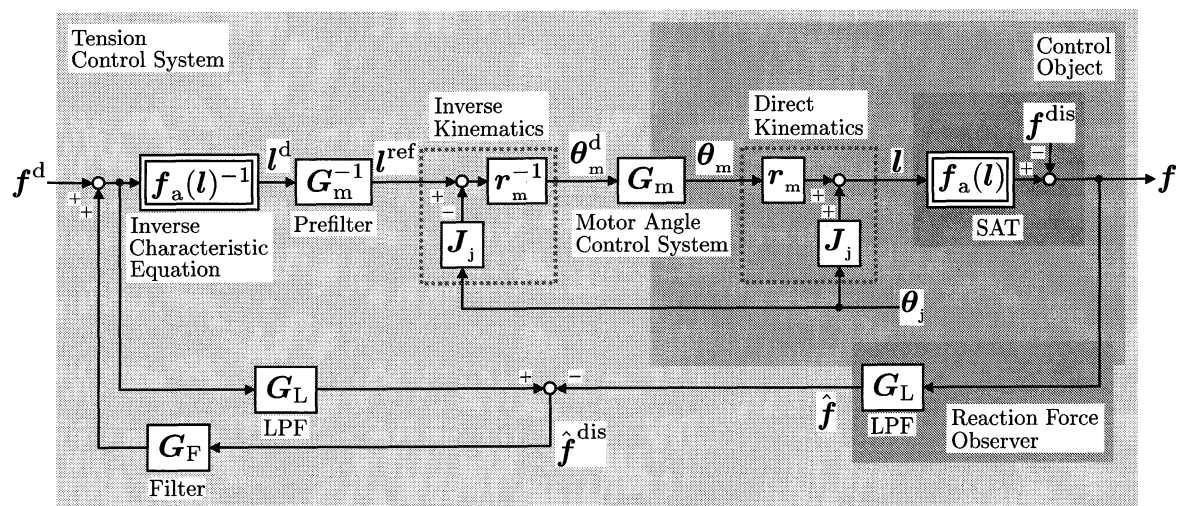 Tension
Control System
Control
Object
Inverse
Kinematics
Direct
Kinematics
f^d
+
+
f_a(l)^{-1}
Inverse
Characteristic
Equation
l^d
G_m^{-1}
Prefilter
l^{ref}
+
−
r_m^{-1}
J_j
θ_m^d
G_m
Motor Angle
Control System
θ_m
r_m
+
+
J_j
l
f_a(l)
SAT
f^{dis}
−
+
f
θ_j
G_L
LPF
+
−
f̂
G_L
LPF
Reaction Force
Observer
G_F
Filter
f̂^{dis}